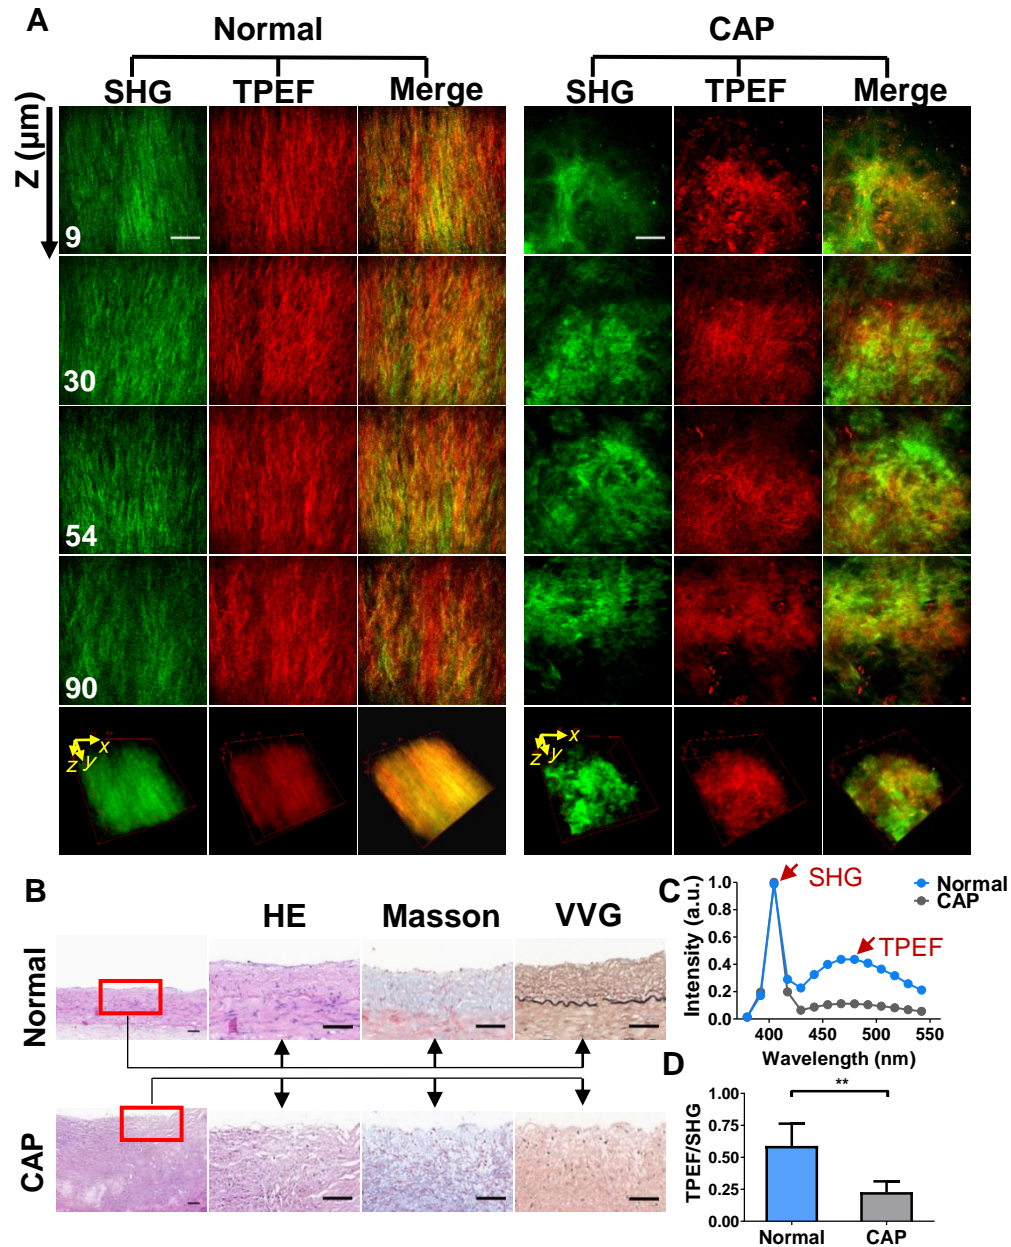 A
Normal
CAP
SHG TPEF Merge
SHG TPEF Merge
Z (μm)
9
30
54
90
x
y
z
x
y
z
B
HE Masson VVG
Normal
CAP
C
SHG
TPEF
Normal
CAP
Intensity (a.u.)
1.0
0.8
0.6
0.4
0.2
0.0
400 450 500 550
Wavelength (nm)
D
**
TPEF/SHG
1.00
0.75
0.50
0.25
0.00
Normal CAP